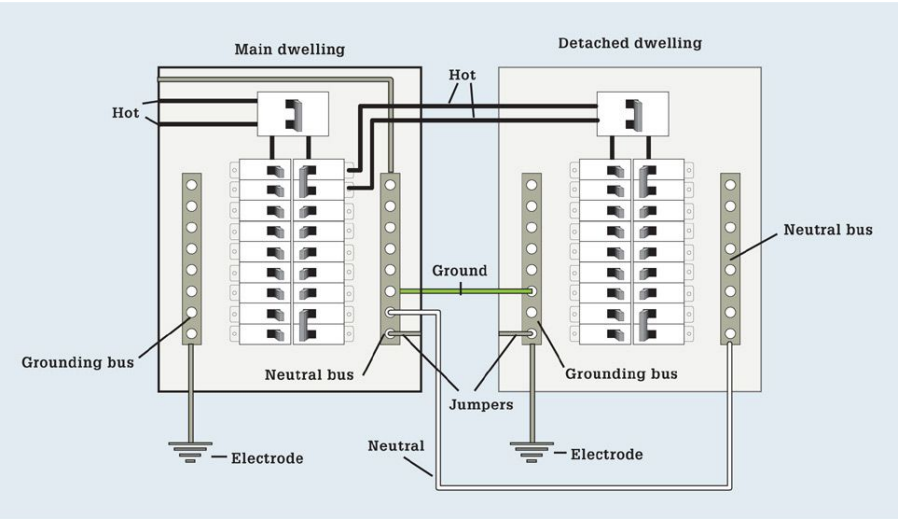 Main dwelling
Detached dwelling
Hot
Hot
Neutral bus
Ground
Grounding bus
Neutral bus
Grounding bus
Jumpers
Neutral
Electrode
Electrode